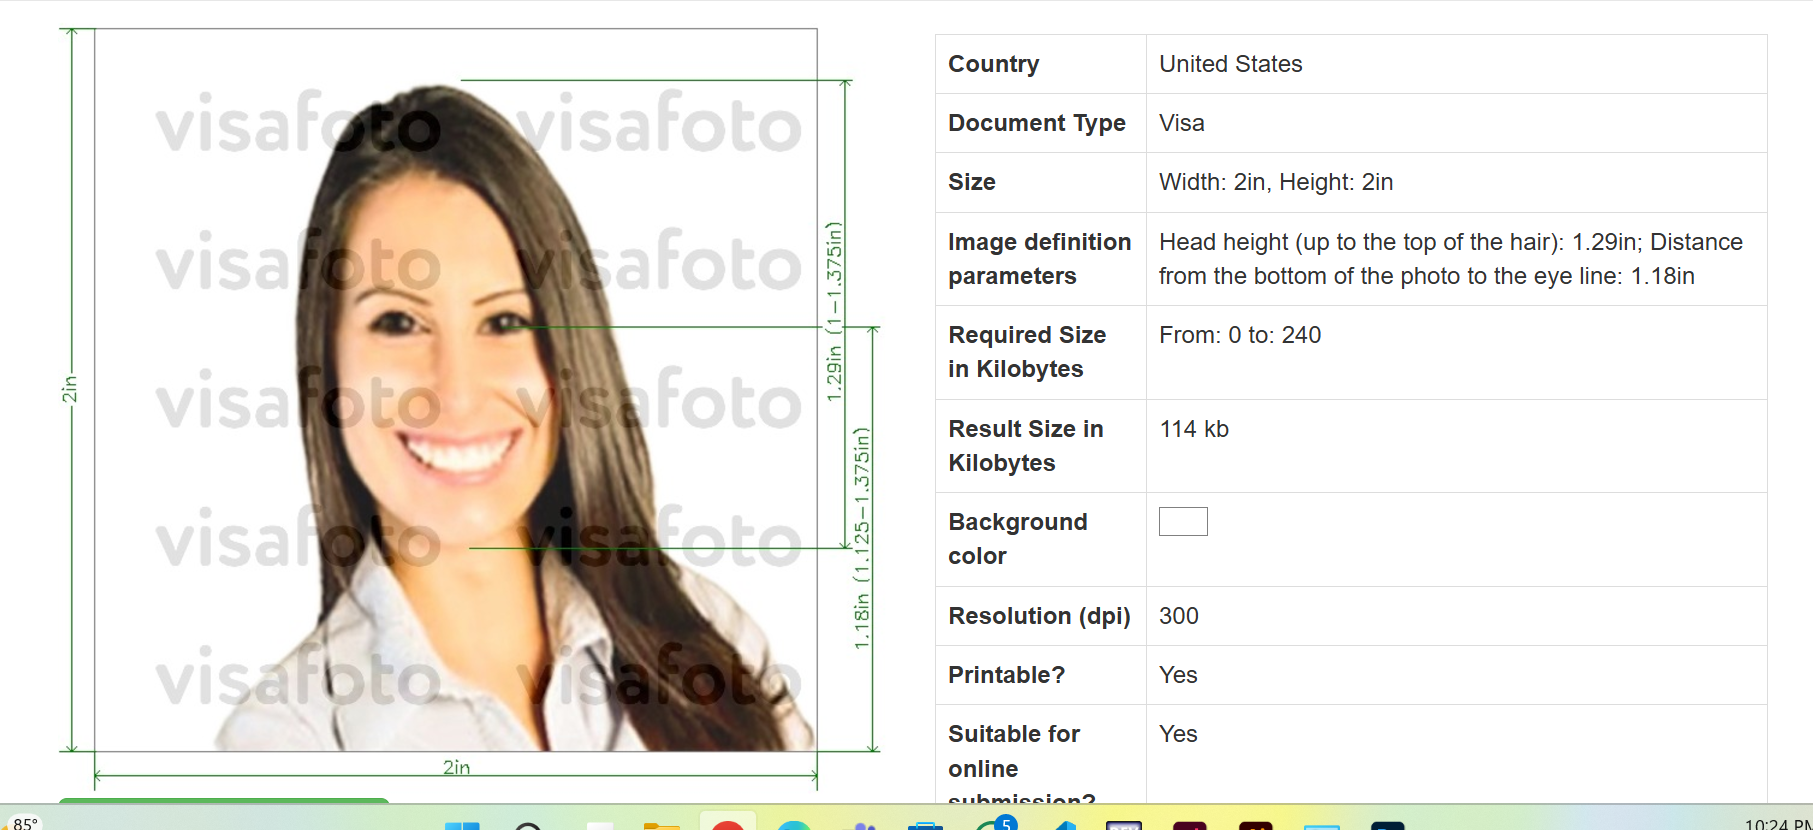 visafoto visafoto
visafoto visafoto
visafoto visafoto
visafoto visafoto
visafoto visafoto
2in
2in
1.29in (1–1.375in)
1.18in (1.125–1.375in)
Country United States
Document Type Visa
Size Width: 2in, Height: 2in
Image definition parameters Head height (up to the top of the hair): 1.29in; Distance
from the bottom of the photo to the eye line: 1.18in
Required Size From: 0 to: 240
in Kilobytes
Result Size in 114 kb
Kilobytes
Background
color
Resolution (dpi) 300
Printable? Yes
Suitable for Yes
online
submission?
85°
5
10:24 PM